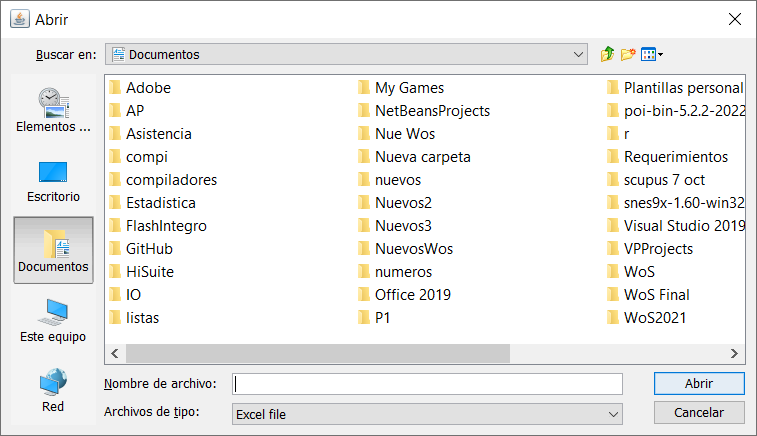 Abrir
Buscar en: Documentos
Elementos ...
Escritorio
Documentos
Este equipo
Red
Adobe
AP
Asistencia
compi
compiladores
Estadistica
FlashIntegro
GitHub
HiSuite
IO
listas
My Games
NetBeansProjects
Nue Wos
Nueva carpeta
nuevos
Nuevos2
Nuevos3
NuevosWos
numeros
Office 2019
P1
Plantillas personal
poi-bin-5.2.2-2022
r
Requerimientos
scupus 7 oct
snes9x-1.60-win32
Visual Studio 2019
VPProjects
WoS
WoS Final
WoS2021
Nombre de archivo:
Abrir
Archivos de tipo: Excel file
Cancelar